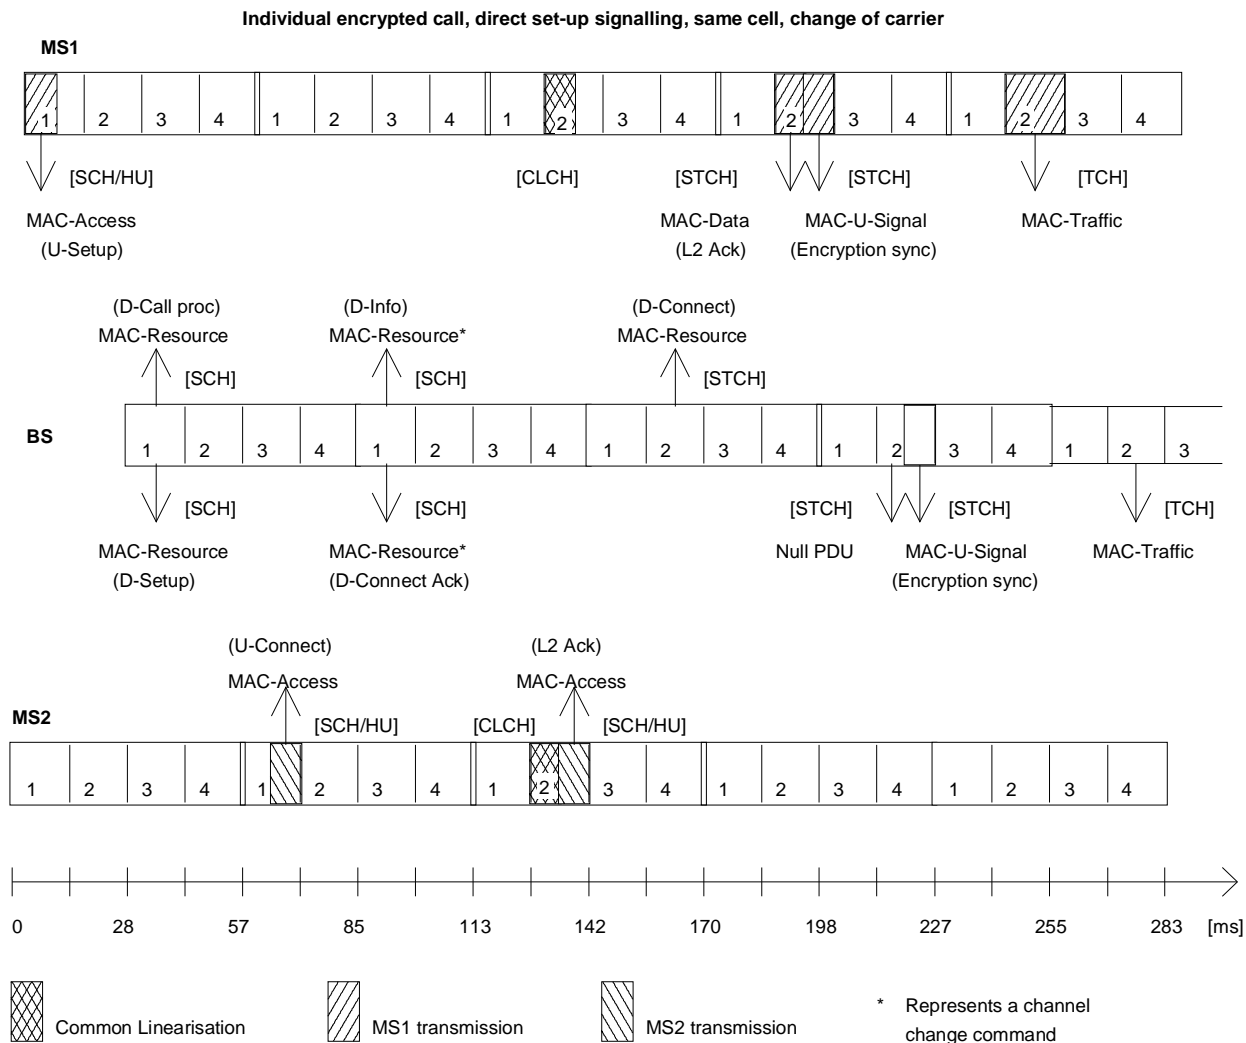 Individual encrypted call, direct set-up signalling, same cell, change of carrier
MS1
1 2 3 4 1 2 3 4 1 2 3 4 1 2 3 4 1 2 3 4
[SCH/HU] [CLCH] [STCH] [STCH] [TCH]
MAC-Access MAC-Data MAC-U-Signal MAC-Traffic
(U-Setup) (L2 Ack) (Encryption sync)
(D-Call proc) (D-Info) (D-Connect)
MAC-Resource MAC-Resource* MAC-Resource
[SCH] [SCH] [STCH]
BS
1 2 3 4 1 2 3 4 1 2 3 4 1 2 3 4 1 2 3
[SCH] [SCH] [STCH] [STCH] [TCH]
MAC-Resource MAC-Resource* Null PDU MAC-U-Signal MAC-Traffic
(D-Setup) (D-Connect Ack) (Encryption sync)
(U-Connect) (L2 Ack)
MAC-Access MAC-Access
MS2 [SCH/HU] [CLCH] [SCH/HU]
1 2 3 4 1 2 3 4 1 2 3 4 1 2 3 4 1 2 3 4
0 28 57 85 113 142 170 198 227 255 283 [ms]
Common Linearisation MS1 transmission MS2 transmission * Represents a channel
change command